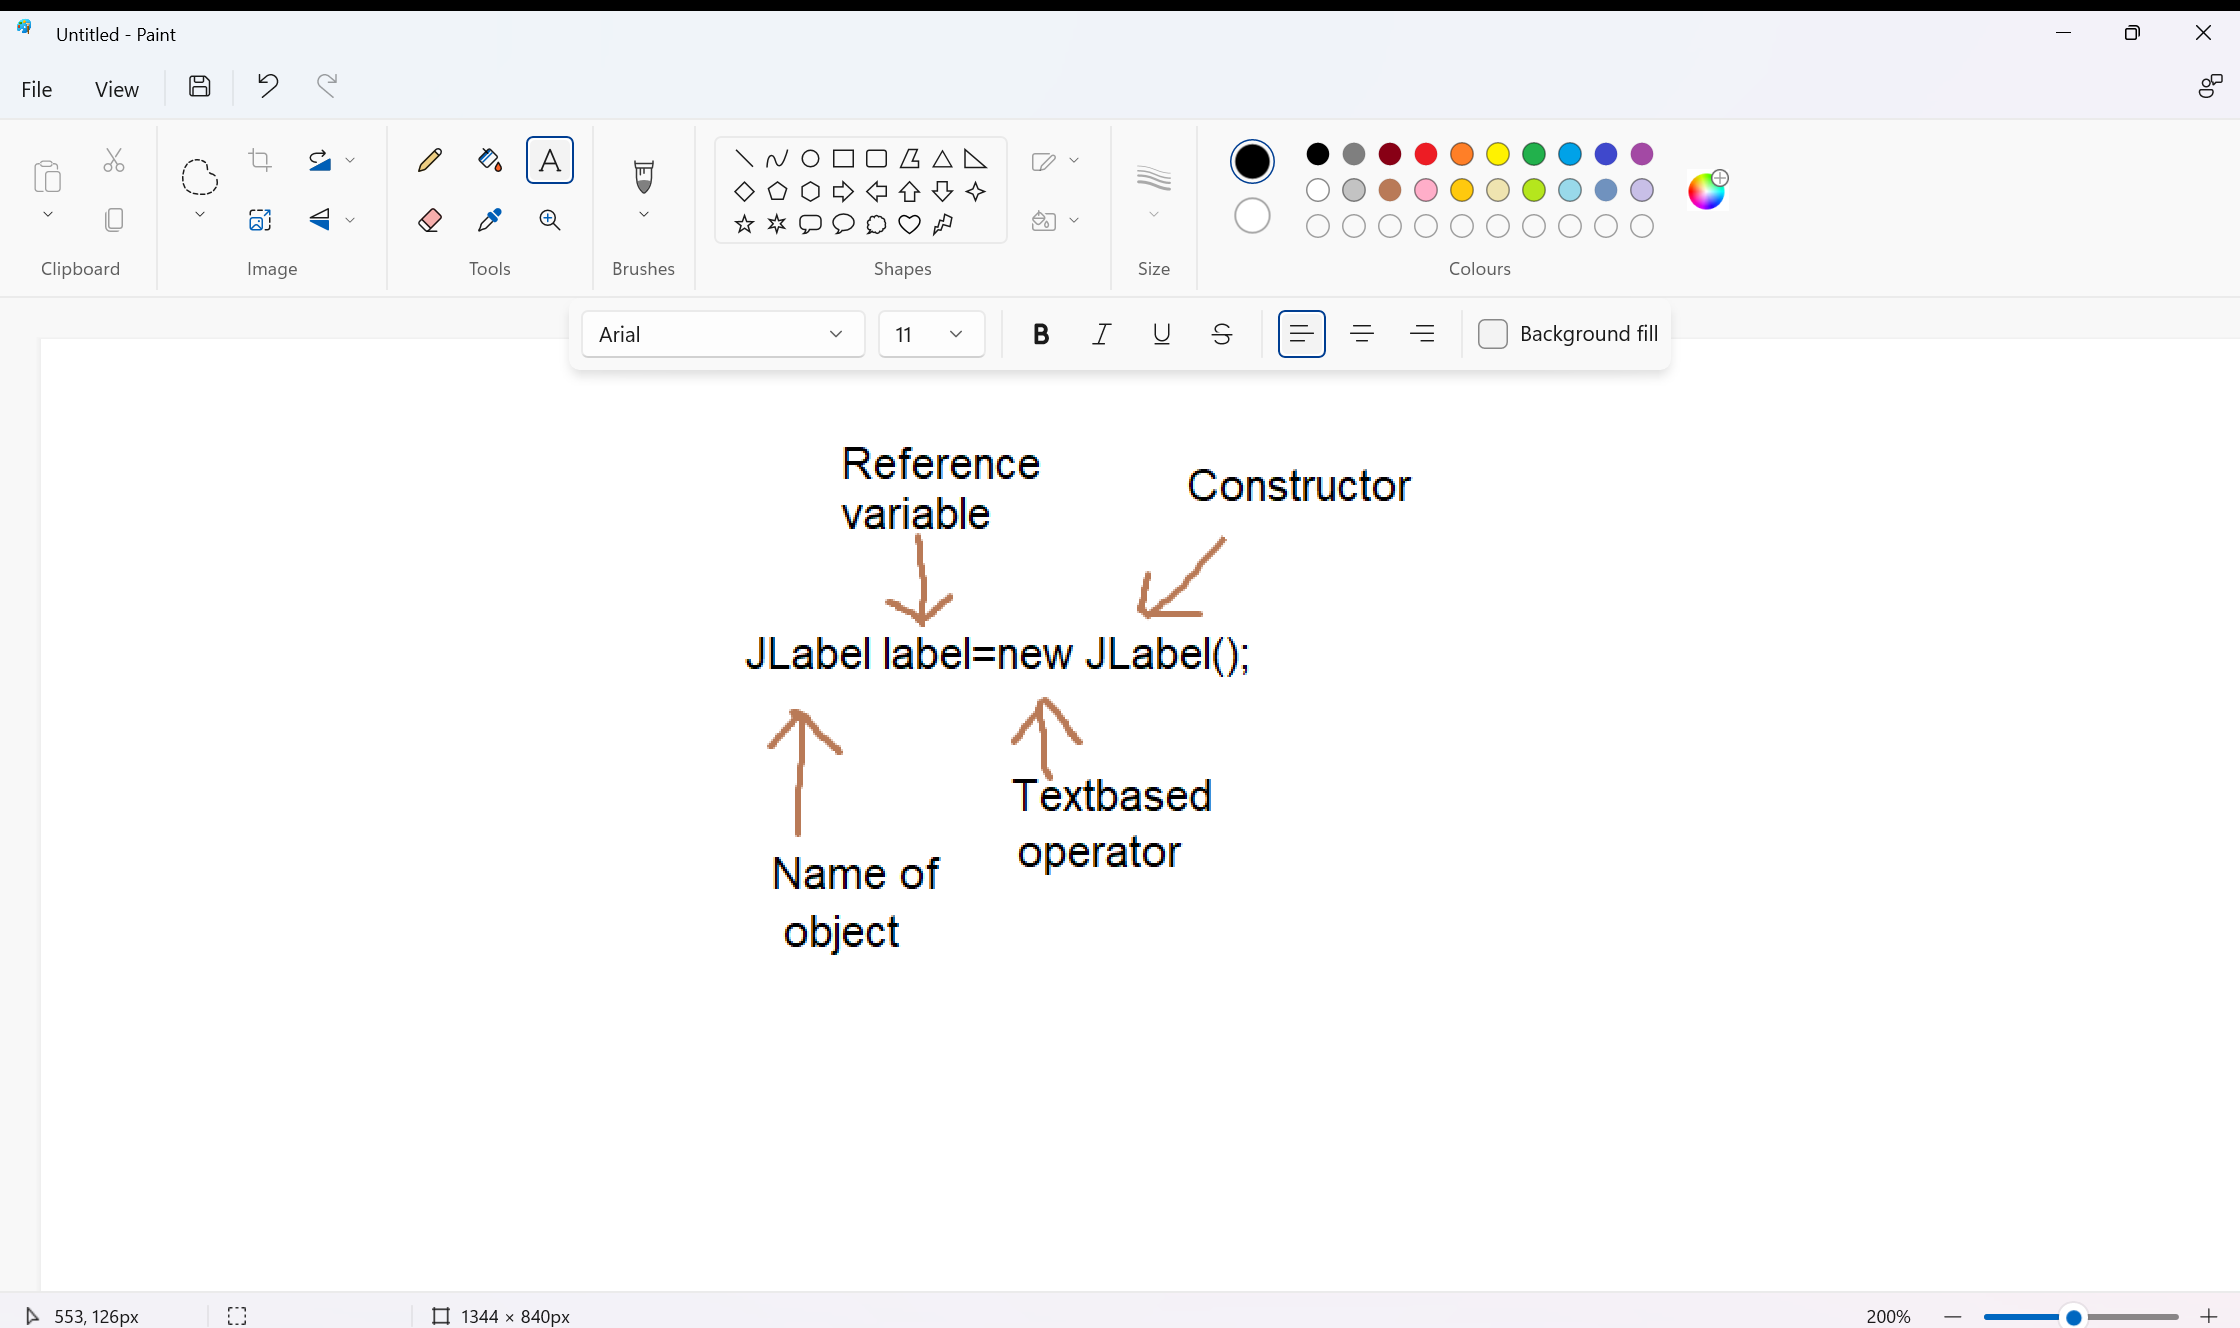 Untitled - Paint
File View
Clipboard Image Tools Brushes Shapes Size Colours
Arial 11 B I U S Background fill
Reference
variable
Constructor
JLabel label=new JLabel();
Textbased
operator
Name of
object
553, 126px 1344 × 840px 200%